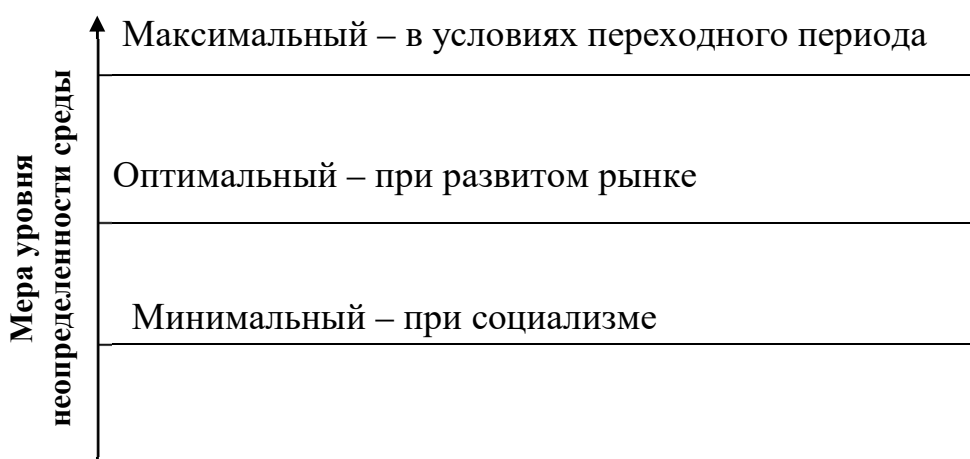 Максимальный – в условиях переходного периода
Оптимальный – при развитом рынке
Минимальный – при социализме
Мера уровня
неопределенности среды